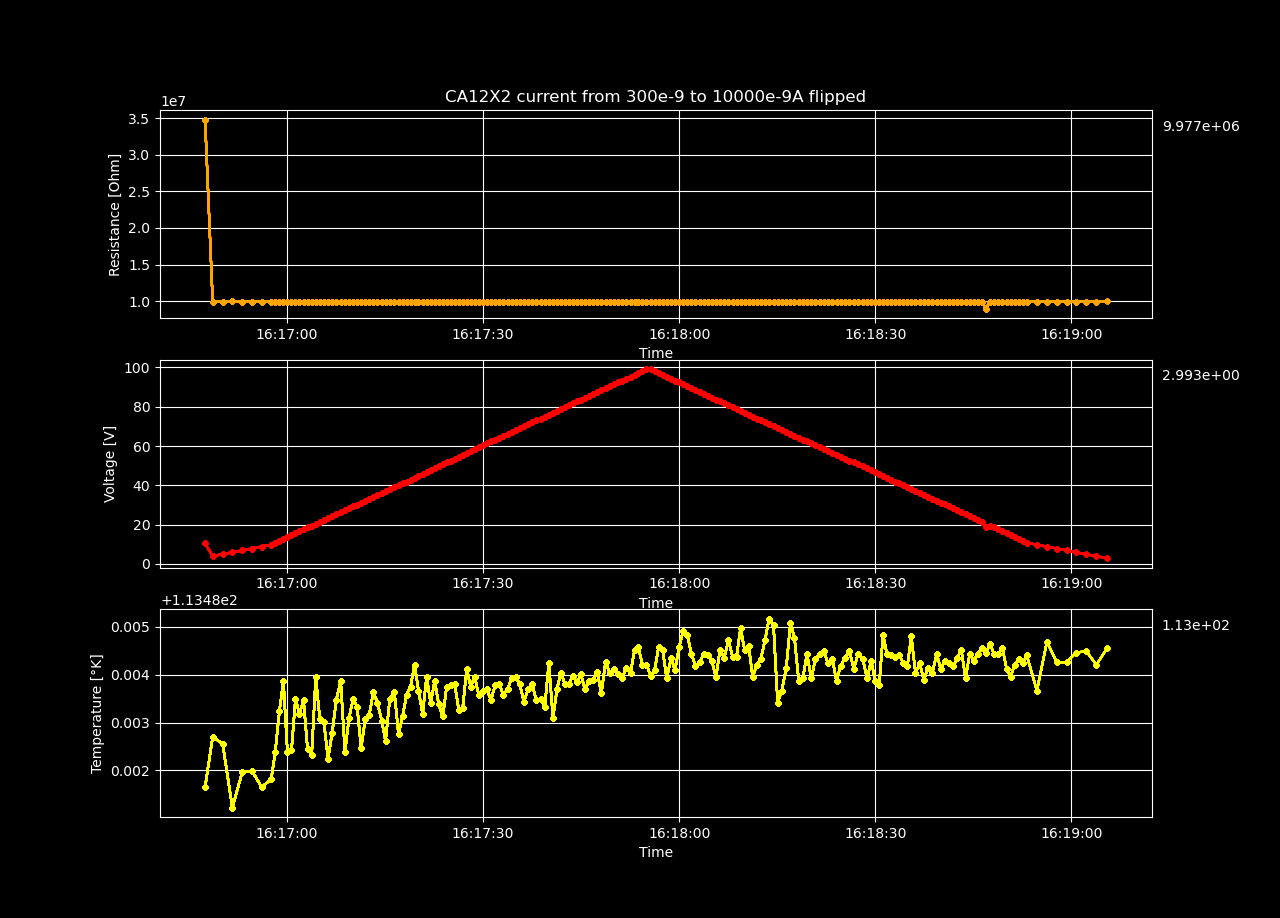 CA12X2 current from 300e-9 to 10000e-9A flipped
1e7
9.977e+06
3.5
3.0
2.5
2.0
1.5
1.0
Resistance [Ohm]
16:17:00 16:17:30 16:18:00 16:18:30 16:19:00
Time
2.993e+00
100
80
60
40
20
0
Voltage [V]
16:17:00 16:17:30 16:18:00 16:18:30 16:19:00
Time
+1.1348e2
1.13e+02
0.005
0.004
0.003
0.002
Temperature [°K]
16:17:00 16:17:30 16:18:00 16:18:30 16:19:00
Time